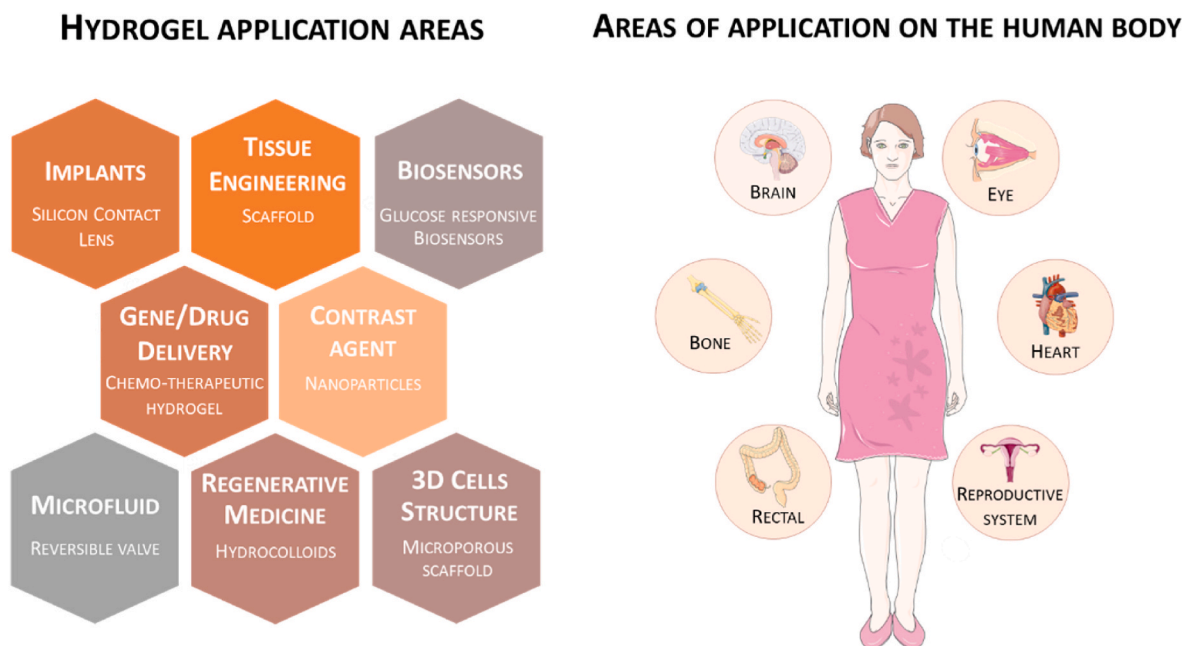 HYDROGEL APPLICATION AREAS
IMPLANTS
SILICON CONTACT
LENS
TISSUE
ENGINEERING
SCAFFOLD
BIOSENSORS
GLUCOSE RESPONSIVE
BIOSENSORS
GENE/DRUG
DELIVERY
CHEMO-THERAPEUTIC
HYDROGEL
CONTRAST
AGENT
NANOPARTICLES
MICROFLUID
REVERSIBLE VALVE
REGENERATIVE
MEDICINE
HYDROCOLLOIDS
3D CELLS
STRUCTURE
MICROPOROUS
SCAFFOLD
AREAS OF APPLICATION ON THE HUMAN BODY
BRAIN
EYE
BONE
HEART
RECTAL
REPRODUCTIVE
SYSTEM